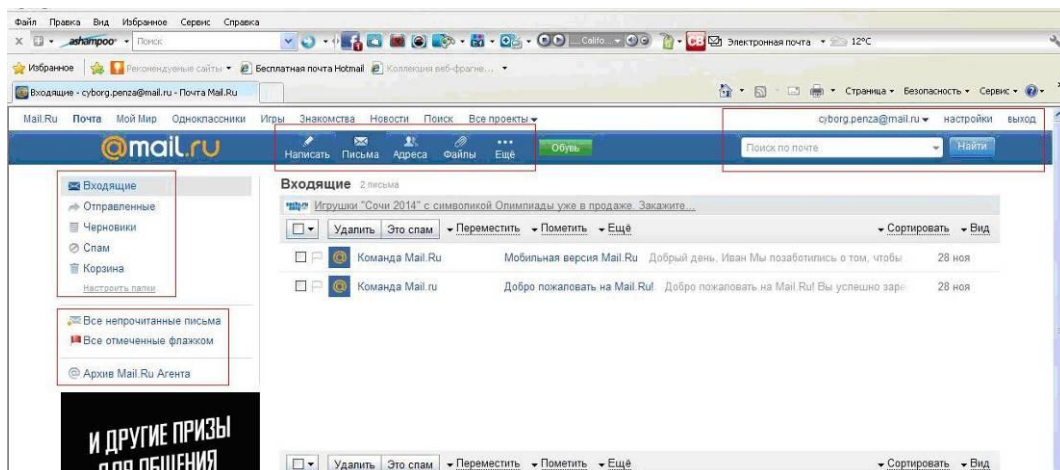 Файл Правка Вид Избранное Сервис Справка
X ashampoo Поиск Califo Электронная почта 12°C
Избранное Рекомендуемые сайты Бесплатная почта Hotmail Коллекция веб-фрагме...
Входящие - cyborg.penza@mail.ru - Почта Mail.Ru Страница Безопасность Сервис
Mail.Ru Почта Мой Мир Одноклассники Игры Знакомства Новости Поиск Все проекты cyborg.penza@mail.ru настройки выход
@mail.ru Написать Письма Адреса Файлы Ещё Обувь Поиск по почте Найти
Входящие
Отправленные
Черновики
Спам
Корзина
Настроить папки
Все непрочитанные письма
Все отмеченные флажком
Архив Mail.Ru Агента
И ДРУГИЕ ПРИЗЫ
ДЛЯ ОБЩЕНИЯ
Входящие 2 письма
Игрушки "Сочи 2014" с символикой Олимпиады уже в продаже. Закажите...
Удалить Это спам Переместить Пометить Ещё Сортировать Вид
Команда Mail.Ru Мобильная версия Mail.Ru Добрый день, Иван Мы позаботились о том, чтобы 28 ноя
Команда Mail.ru Добро пожаловать на Mail.Ru! Добро пожаловать на Mail.Ru! Вы успешно заре 28 ноя
Удалить Это спам Переместить Пометить Ещё Сортировать Вид